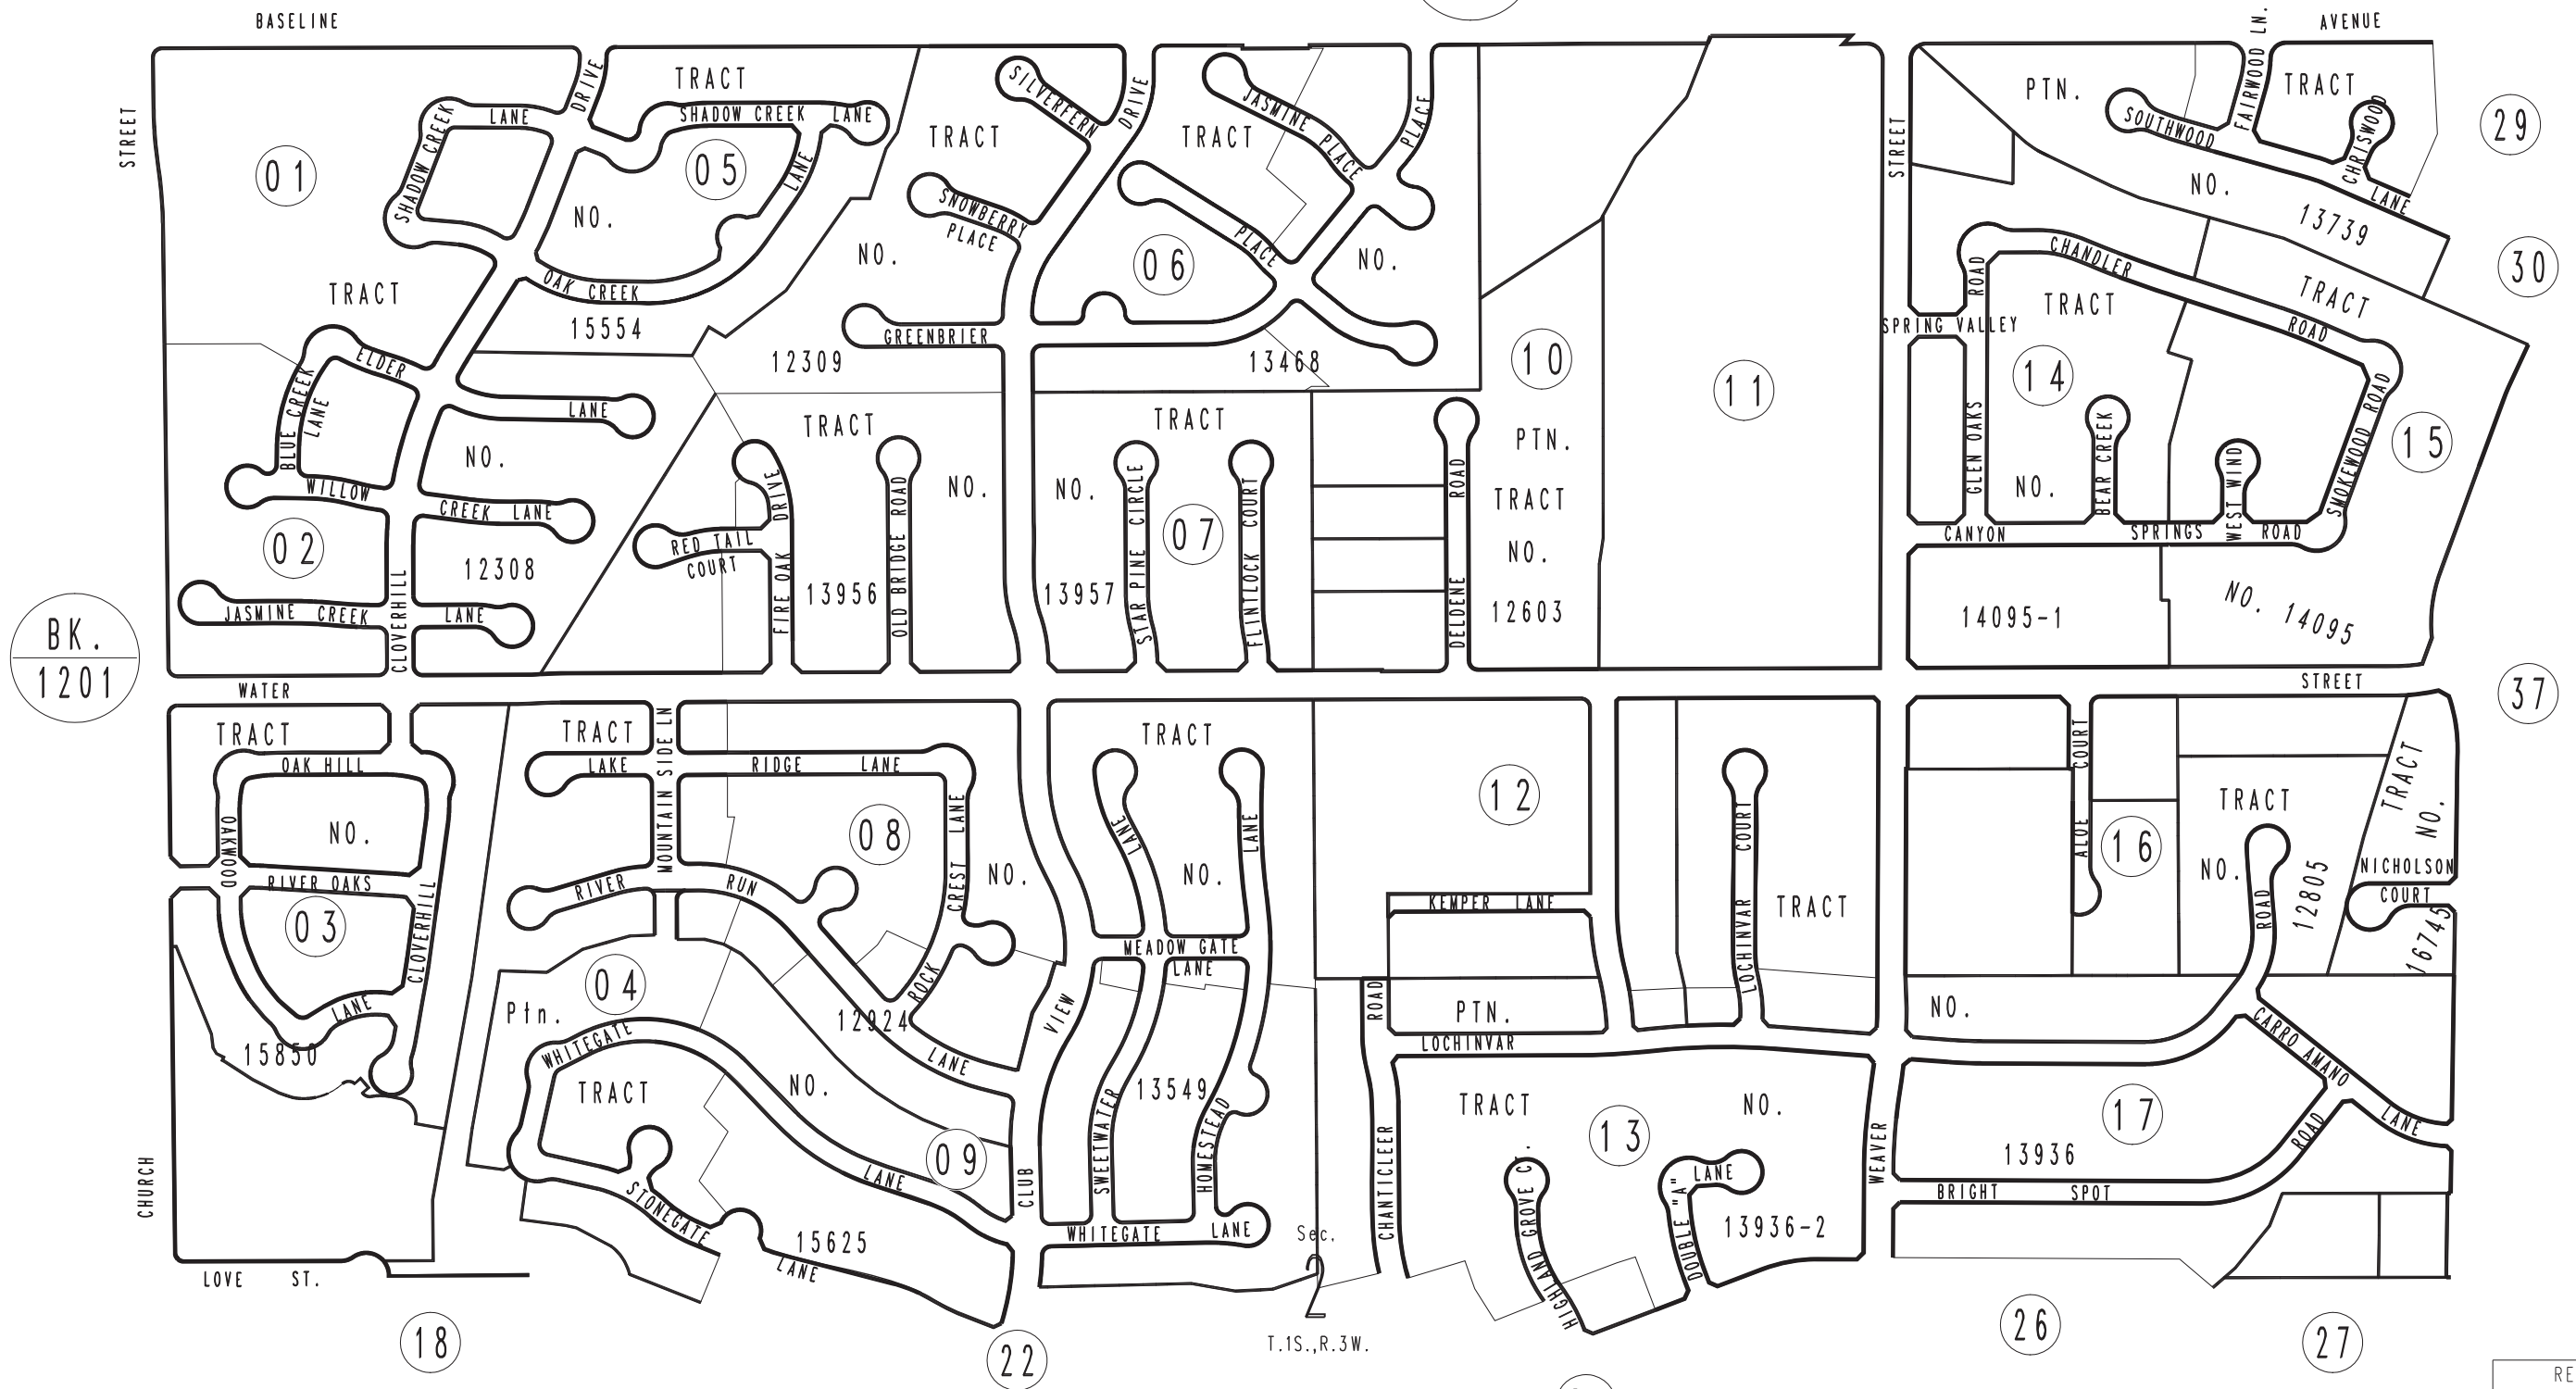 BASELINE
AVENUE
STREET
DRIVE
TRACT
SHADOW CREEK LANE
SHADOW CREEK
LANE
01
05
LANE
NO.
OAK CREEK
15554
TRACT
SILVERFERN
DRIVE
TRACT
SNOWBERRY
PLACE
NO.
GREENBRIER
12309
JASMINE PLACE
PLACE
TRACT
PLACE
06
NO.
13468
10
PTN.
TRACT
NO.
12603
11
STREET
PTN.
FAIRWOOD LN.
TRACT
SOUTHWOOD
CHRISWOOD
LANE
NO.
13739
29
30
CHANDLER
ROAD
ROAD
TRACT
TRACT
SPRING VALLEY
14
GLEN OAKS
NO.
BEAR CREEK
WEST WIND
SMOKEWOOD ROAD
15
CANYON SPRINGS ROAD
14095-1
NO. 14095
TRACT
ELDER
LANE
BLUE CREEK
LANE
NO.
WILLOW
CREEK LANE
02
12308
JASMINE CREEK LANE
CLOVERHILL
TRACT
NO.
DRIVE
FIRE OAK
RED TAIL
COURT
13956
OLD BRIDGE ROAD
TRACT
NO.
13957
STAR PINE CIRCLE
07
FLINTLOCK COURT
DELDENE ROAD
BK.
1201
WATER
STREET
37
TRACT
OAK HILL
NO.
OAKWOOD
RIVER OAKS
03
CLOVERHILL
LANE
15850
CHURCH
LOVE ST.
TRACT
MOUNTAIN SIDE LN
LAKE RIDGE LANE
08
CREST LANE
ROCK
NO.
RIVER RUN
LANE
04
Ptn.
12924
WHITEGATE
LANE
TRACT
NO.
09
STONEGATE
LANE
15625
TRACT
LANE
LANE
NO.
MEADOW GATE
LANE
VIEW
CLUB
13549
SWEETWATER
HOMESTEAD
WHITEGATE LANE
Sec.
2
T.1S.,R.3W.
12
KEMPER LANE
ROAD
PTN.
LOCHINVAR COURT
TRACT
LOCHINVAR
CHANTICLEER
TRACT NO.
13
HIGHLAND GROVE CT.
DOUBLE "A" LANE
13936-2
WEAVER
ALOE COURT
16
TRACT
NO.
12805
TRACT
NO.
NICHOLSON
COURT
16745
ROAD
NO.
CARRO AMANO
LANE
17
13936
ROAD
BRIGHT SPOT
18
22
26
27
RE